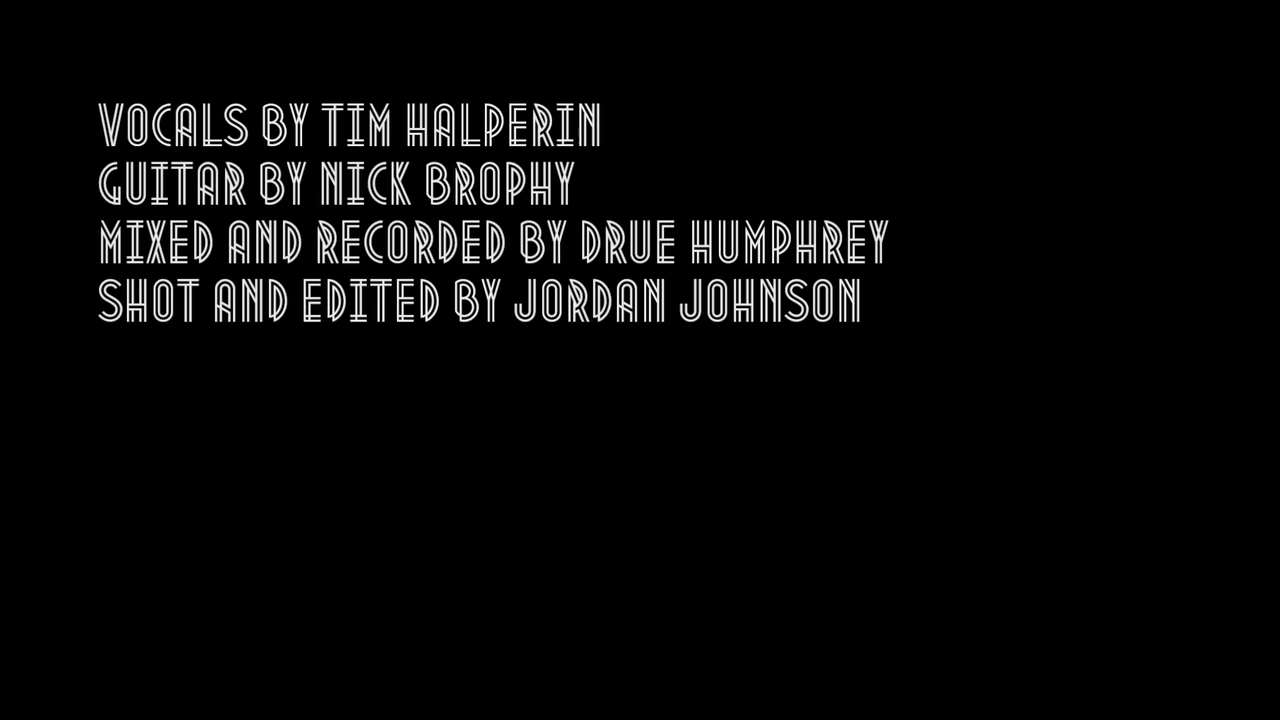 VOCALS BY TIM HALPERIN
GUITAR BY NICK BROPHY
MIXED AND RECORDED BY DRUE HUMPHREY
SHOT AND EDITED BY JORDAN JOHNSON